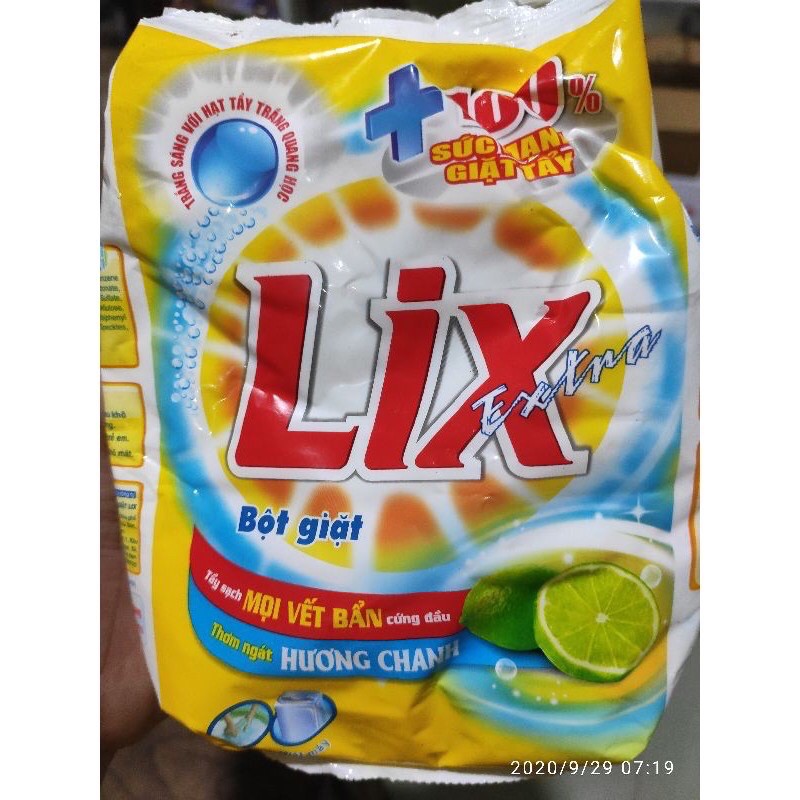 TRẮNG SÁNG VỚI HẠT TẨY TRẮNG QUANG HỌC
+100%
SỨC
GIẶT TẨY
Lix
Extra
Bột giặt
Tẩy sạch MỌI VẾT BẨN cứng đầu
Thơm ngát HƯƠNG CHANH
2020/9/29 07:19